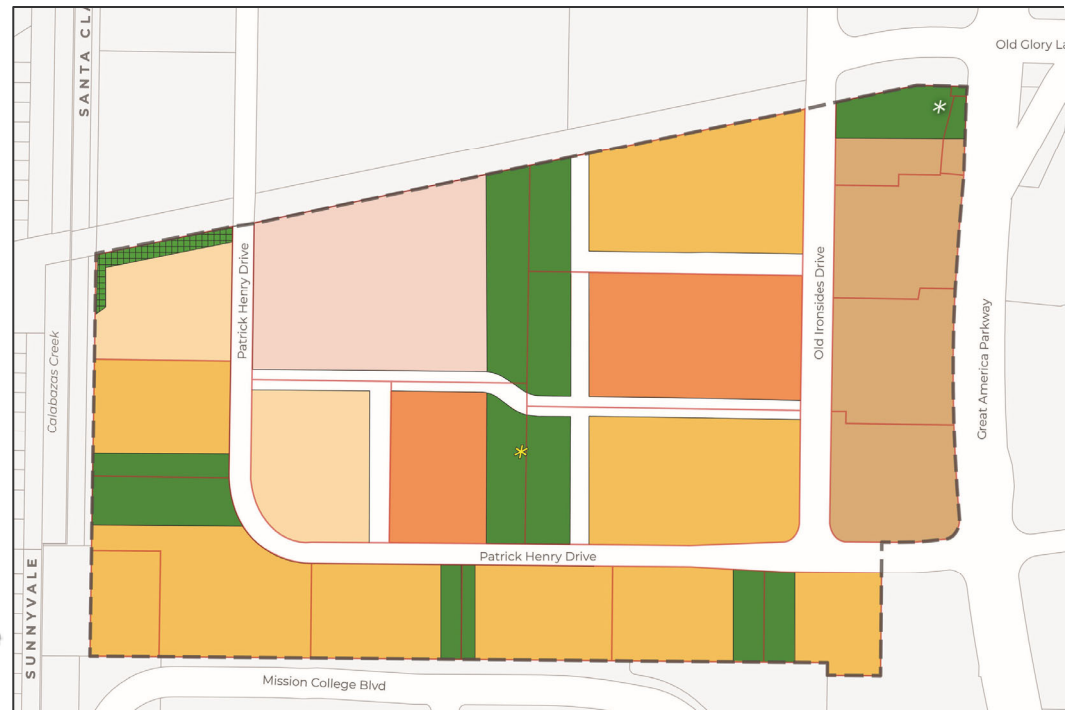 SANTA CLA
Old Glory La
Patrick Henry Drive
Old Ironsides Drive
Great America Parkway
Calabazas Creek
Patrick Henry Drive
SUNNYVALE
Mission College Blvd